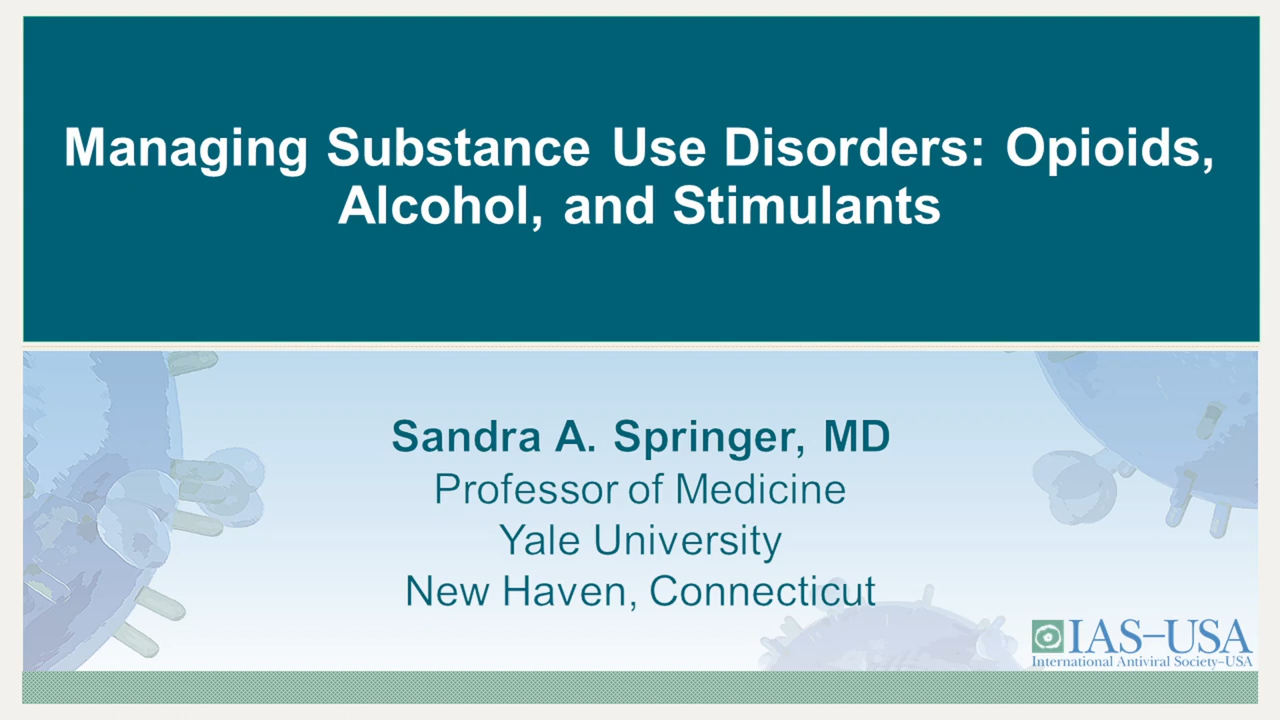 Managing Substance Use Disorders: Opioids,
Alcohol, and Stimulants
Sandra A. Springer, MD
Professor of Medicine
Yale University
New Haven, Connecticut
IAS–USA
International Antiviral Society–USA